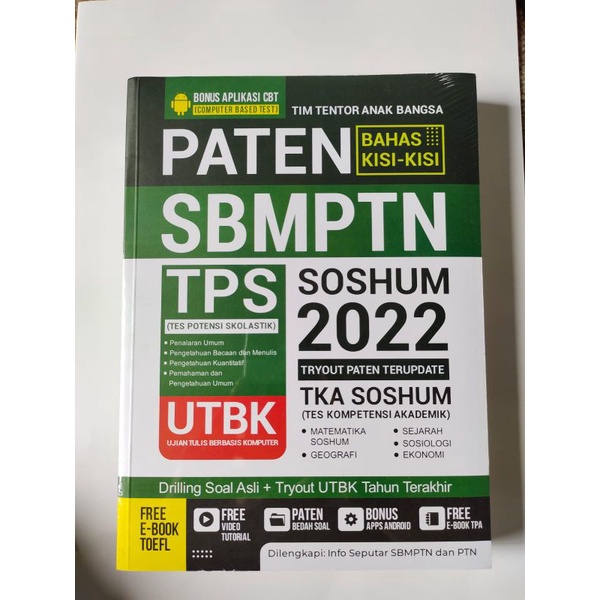 BONUS APLIKASI CBT
(COMPUTER BASED TEST)
TIM TENTOR ANAK BANGSA
PATEN
BAHAS
KISI-KISI
SBMPTN
TPS
(TES POTENSI SKOLASTIK)
• Penalaran Umum
• Pengetahuan Bacaan dan Menulis
• Pengetahuan Kuantitatif
• Pemahaman dan
Pengetahuan Umum
UTBK
UJIAN TULIS BERBASIS KOMPUTER
SOSHUM
2022
TRYOUT PATEN TERUPDATE
TKA SOSHUM
(TES KOMPETENSI AKADEMIK)
• MATEMATIKA
SOSHUM
• GEOGRAFI
• SEJARAH
• SOSIOLOGI
• EKONOMI
Drilling Soal Asli + Tryout UTBK Tahun Terakhir
FREE
E-BOOK
TOEFL
FREE
VIDEO
TUTORIAL
PATEN
BEDAH SOAL
BONUS
APPS ANDROID
FREE
E-BOOK TPA
Dilengkapi: Info Seputar SBMPTN dan PTN